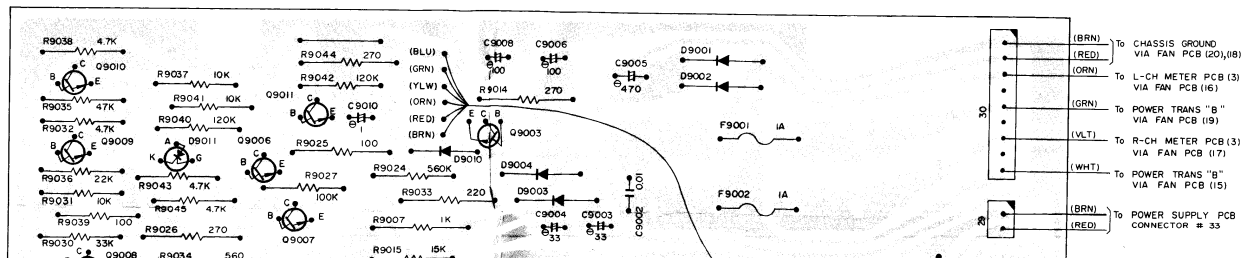 R9038 4.7K
C
Q9010
B
E
R9035 47K
R9032 4.7K
Q9009
C
B
E
R9036 22K
R9031 10K
R9039 100
R9030 33K
C
Q9008
R9037 10K
R9041 10K
R9040 120K
A D9011
K
G
R9043 4.7K
R9045 4.7K
R9026 270
R9034 560
Q9006
C
B
E
R9044 270
R9042 120K
Q9011
C
B
E
C9010
1
R9025 100
R9027
100K
C
B
E
Q9007
(BLU)
(GRN)
(YLW)
(ORN)
(RED)
(BRN)
D9010
R9024 560K
R9033 220
R9007 1K
R9015 15K
C9008
100
C9006
100
R9014 270
E C B
Q9003
D9004
D9003
C9004
33
C9003
33
C9005
470
0.01
C9002
D9001
D9002
F9001 1A
F9002 1A
30
(BRN)
(RED)
To CHASSIS GROUND
VIA FAN PCB (20),(18)
(ORN) To L-CH METER PCB (3)
VIA FAN PCB (16)
(GRN) To POWER TRANS "B"
VIA FAN PCB (19)
(VLT) To R-CH METER PCB (3)
VIA FAN PCB (17)
(WHT) To POWER TRANS "B"
VIA FAN PCB (15)
29
(BRN)
(RED)
To POWER SUPPLY PCB
CONNECTOR # 33